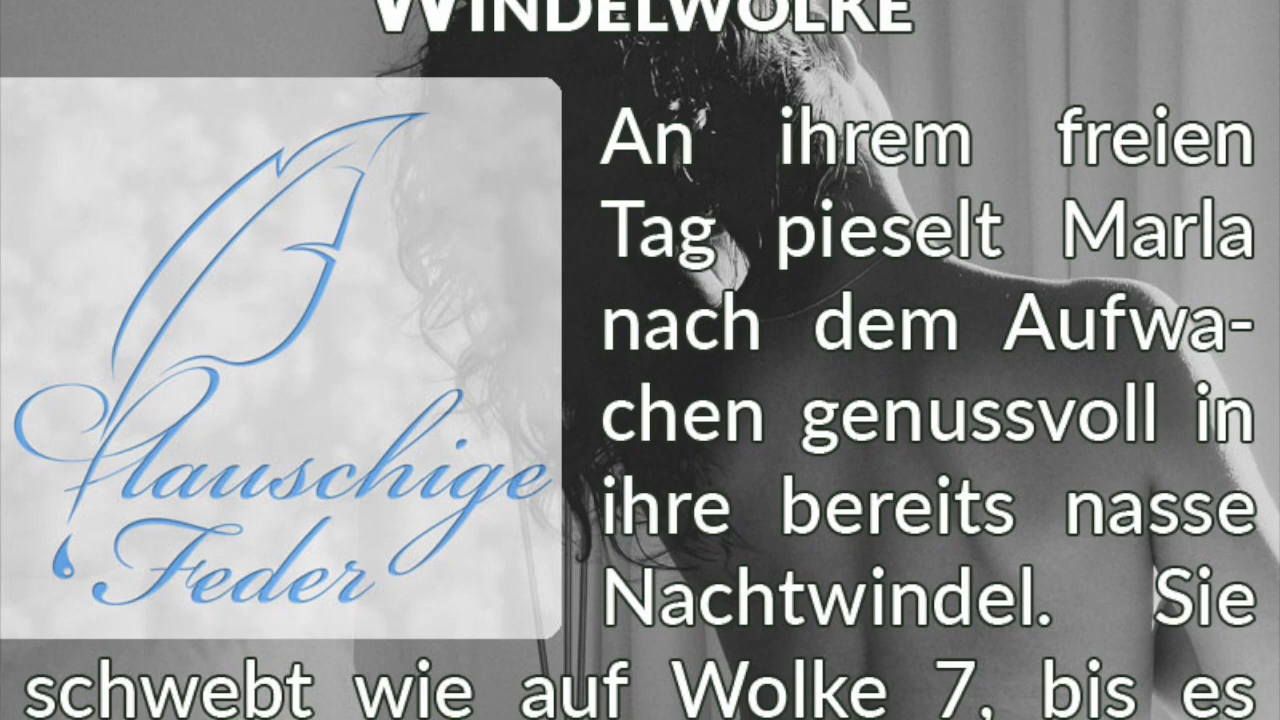 WINDELWOLKE
An ihrem freien
Tag pieselt Marla
nach dem Aufwa-
chen genussvoll in
ihre bereits nasse
Nachtwindel. Sie
schwebt wie auf Wolke 7, bis es
Flauschige
Feder